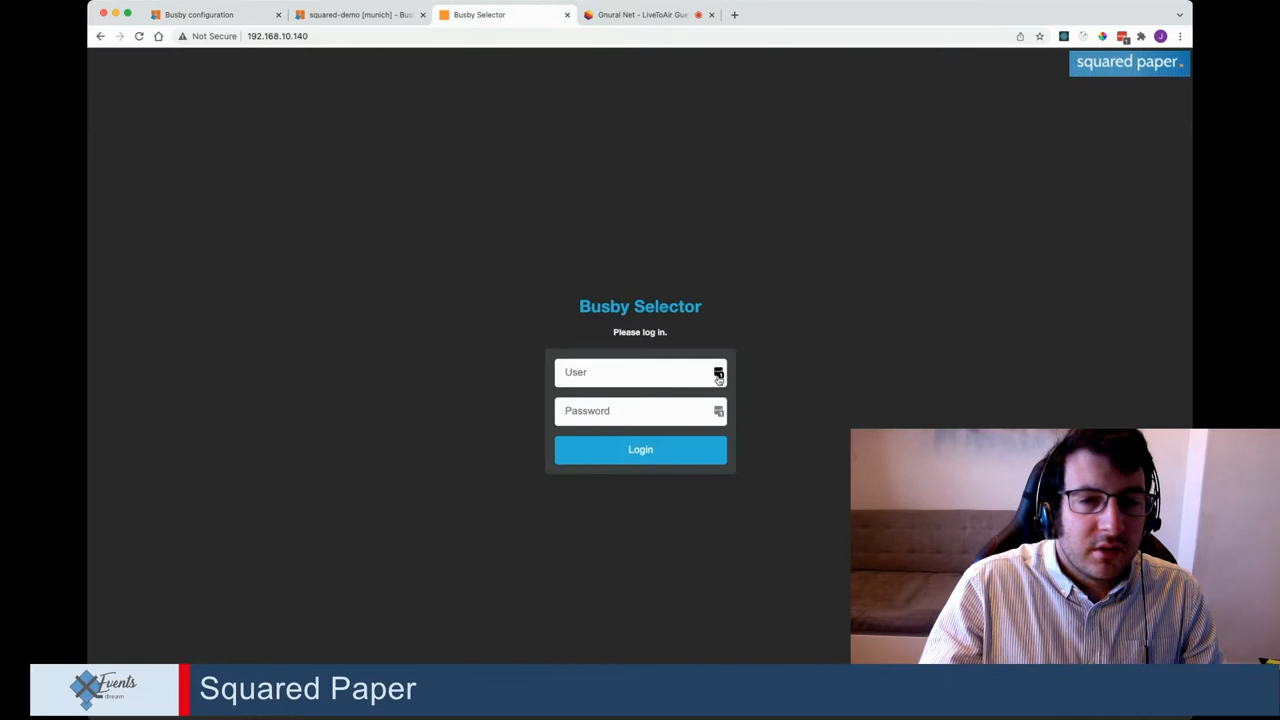 Busby configuration
squared-demo [munich] - Bus
Busby Selector
Gnural Net - LiveToAir Gue
Not Secure
192.168.10.140
J
squared paper.
Busby Selector
Please log in.
User
Password
Login
Events
dream
Squared Paper